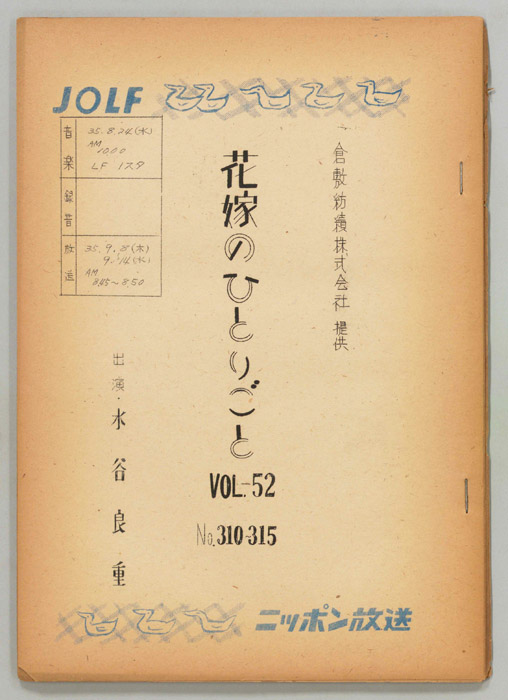 JOLF
倉敷紡績株式会社 提供
花嫁のひとりごと
VOL.-52
No.310-315
音楽
35.8.24(水)
AM
10.00
LF 1スタ
録音
放送
35.9.8(木)
9.14(水)
AM
8.45~8.50
出演・水谷良重
ニッポン放送